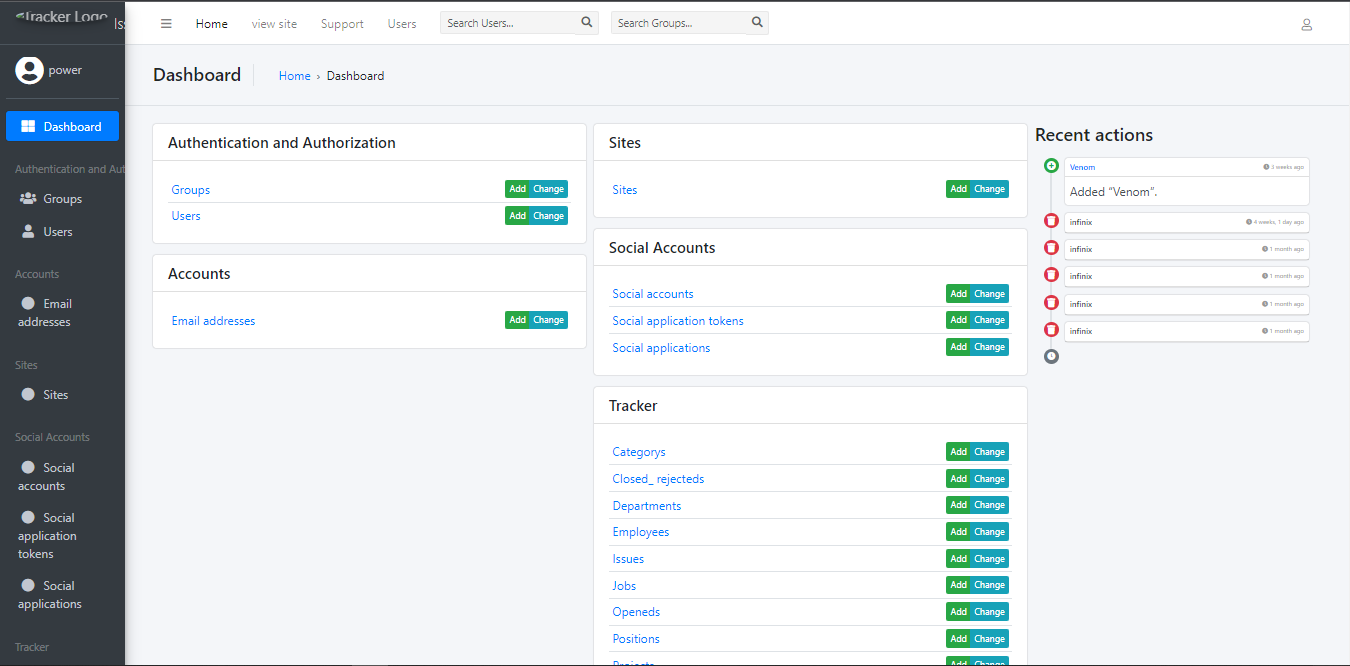 Tracker Logo
Iss
Home view site Support Users Search Users... Search Groups...
power
Dashboard Home › Dashboard
Dashboard
Authentication and Aut
Groups
Users
Accounts
Email
addresses
Sites
Sites
Social Accounts
Social
accounts
Social
application
tokens
Social
applications
Tracker
Authentication and Authorization
Groups Add Change
Users Add Change
Accounts
Email addresses Add Change
Sites
Sites Add Change
Social Accounts
Social accounts Add Change
Social application tokens Add Change
Social applications Add Change
Tracker
Categorys Add Change
Closed_ rejecteds Add Change
Departments Add Change
Employees Add Change
Issues Add Change
Jobs Add Change
Openeds Add Change
Positions Add Change
Projects Add Change
Recent actions
Venom 3 weeks ago
Added “Venom”.
infinix 4 weeks, 1 day ago
infinix 1 month ago
infinix 1 month ago
infinix 1 month ago
infinix 1 month ago